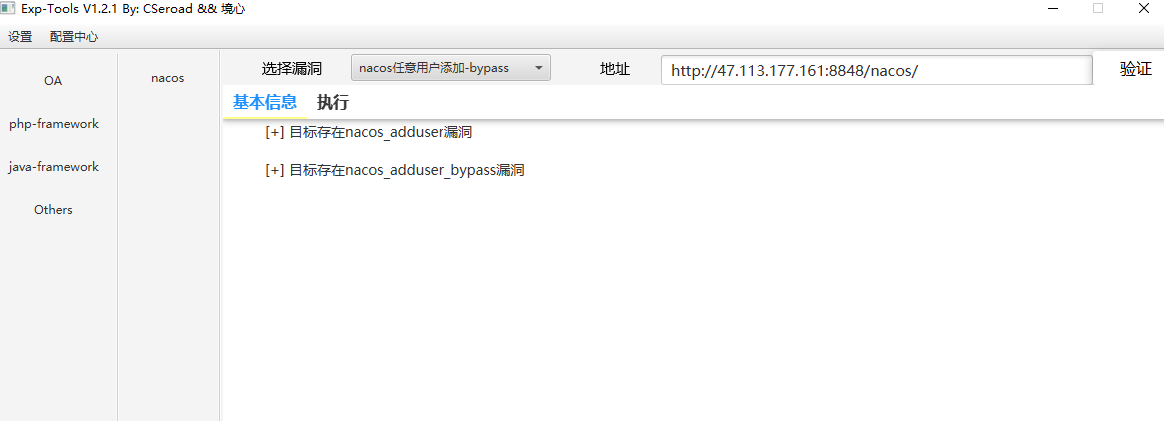 Exp-Tools V1.2.1 By: CSeroad && 境心
设置 配置中心
OA
php-framework
java-framework
Others
nacos
选择漏洞 nacos任意用户添加-bypass 地址 http://47.113.177.161:8848/nacos/ 验证
基本信息 执行
[+] 目标存在nacos_adduser漏洞
[+] 目标存在nacos_adduser_bypass漏洞